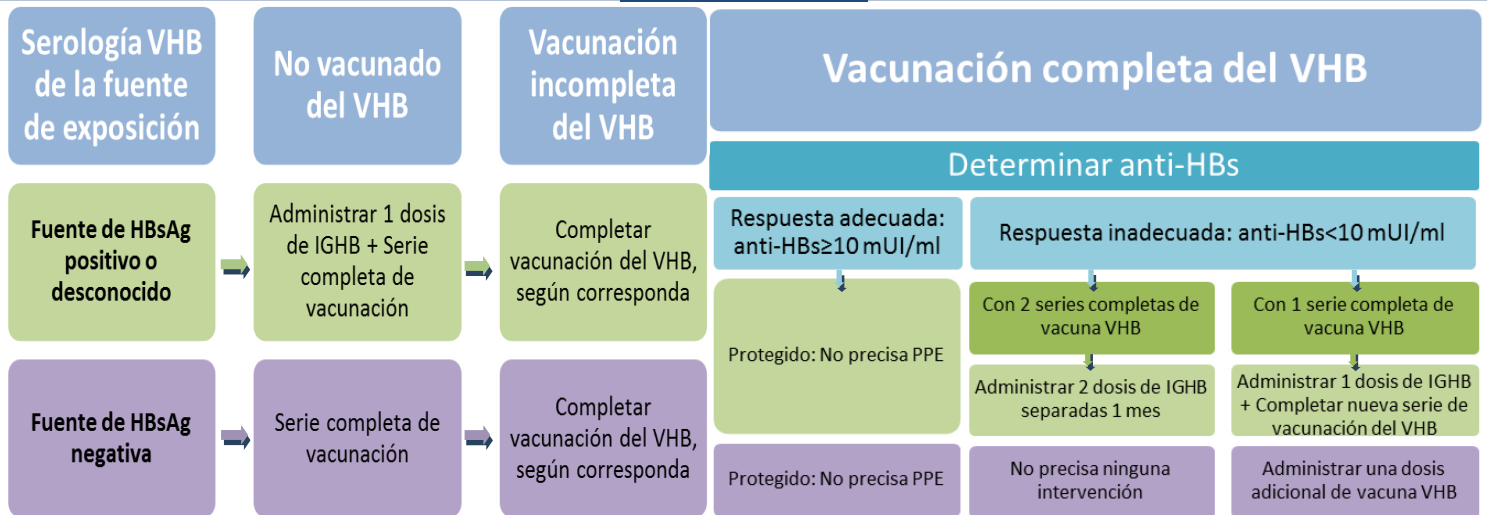 Serología VHB
de la fuente
de exposición
No vacunado
del VHB
Vacunación
incompleta
del VHB
Vacunación completa del VHB
Determinar anti-HBs
Respuesta adecuada:
anti-HBs≥10 mUI/ml
Respuesta inadecuada: anti-HBs<10 mUI/ml
Fuente de HBsAg
positivo o
desconocido
Administrar 1 dosis
de IGHB + Serie
completa de
vacunación
Completar
vacunación del VHB,
según corresponda
Protegido: No precisa PPE
Con 2 series completas de
vacuna VHB
Administrar 2 dosis de IGHB
separadas 1 mes
Con 1 serie completa de
vacuna VHB
Administrar 1 dosis de IGHB
+ Completar nueva serie de
vacunación del VHB
Fuente de HBsAg
negativa
Serie completa de
vacunación
Completar
vacunación del VHB,
según corresponda
Protegido: No precisa PPE
No precisa ninguna
intervención
Administrar una dosis
adicional de vacuna VHB